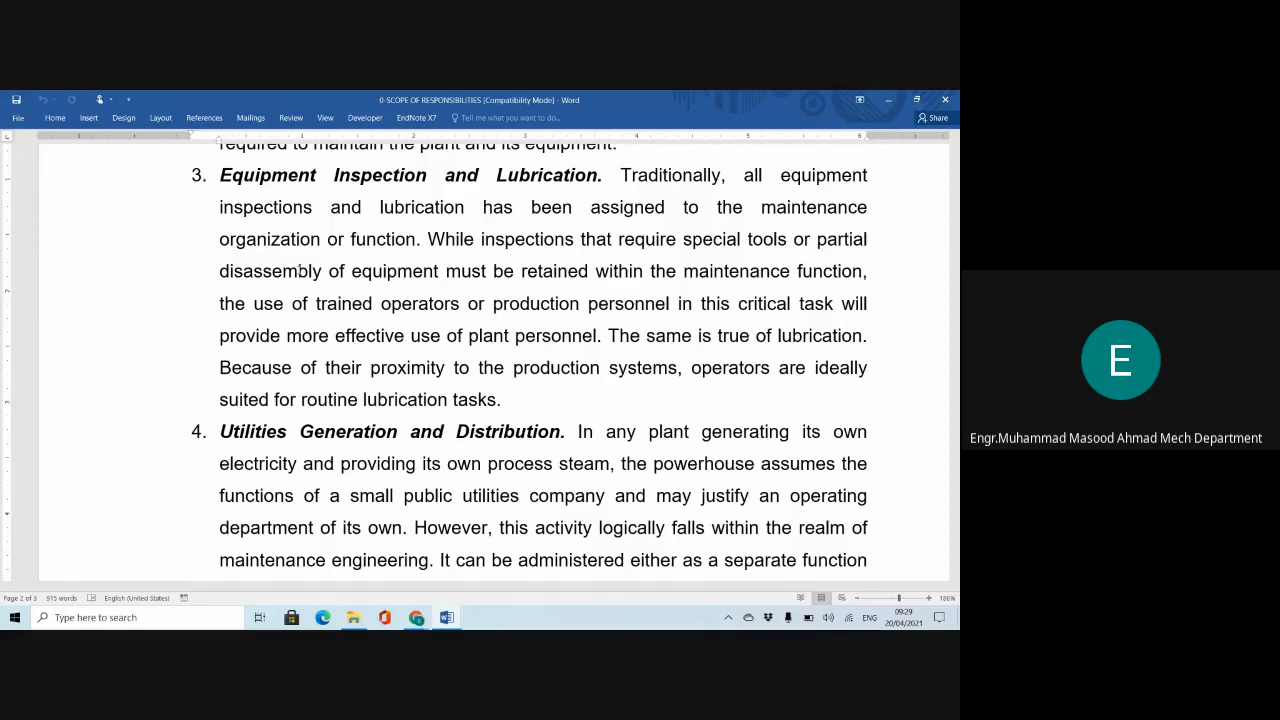 0-SCOPE OF RESPONSIBILITIES [Compatibility Mode] - Word
File Home Insert Design Layout References Mailings Review View Developer EndNote X7 Tell me what you want to do... Share
required to maintain the plant and its equipment.
3. Equipment Inspection and Lubrication. Traditionally, all equipment
inspections and lubrication has been assigned to the maintenance
organization or function. While inspections that require special tools or partial
disassembly of equipment must be retained within the maintenance function,
the use of trained operators or production personnel in this critical task will
provide more effective use of plant personnel. The same is true of lubrication.
Because of their proximity to the production systems, operators are ideally
suited for routine lubrication tasks.
4. Utilities Generation and Distribution. In any plant generating its own
electricity and providing its own process steam, the powerhouse assumes the
functions of a small public utilities company and may justify an operating
department of its own. However, this activity logically falls within the realm of
maintenance engineering. It can be administered either as a separate function
Page 2 of 3 915 words English (United States) 186%
Type here to search
ENG
09:29
20/04/2021
E
Engr.Muhammad Masood Ahmad Mech Department